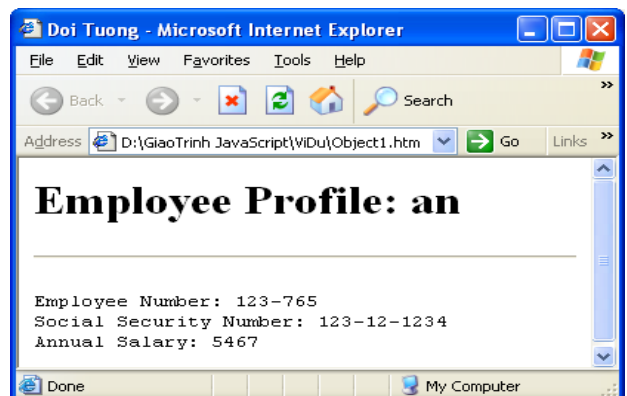 Doi Tuong - Microsoft Internet Explorer
File Edit View Favorites Tools Help
Back Search
Address D:\GiaoTrinh JavaScript\ViDu\Object1.htm Go Links
Employee Profile: an
Employee Number: 123-765
Social Security Number: 123-12-1234
Annual Salary: 5467
Done My Computer